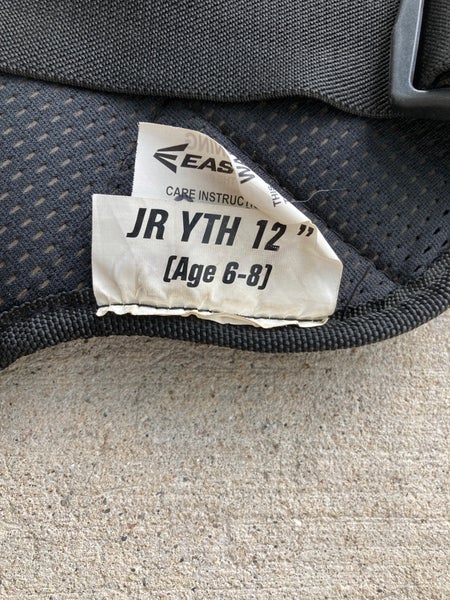 EAS
CARE INSTRUC
JR YTH 12 ”
(Age 6-8)